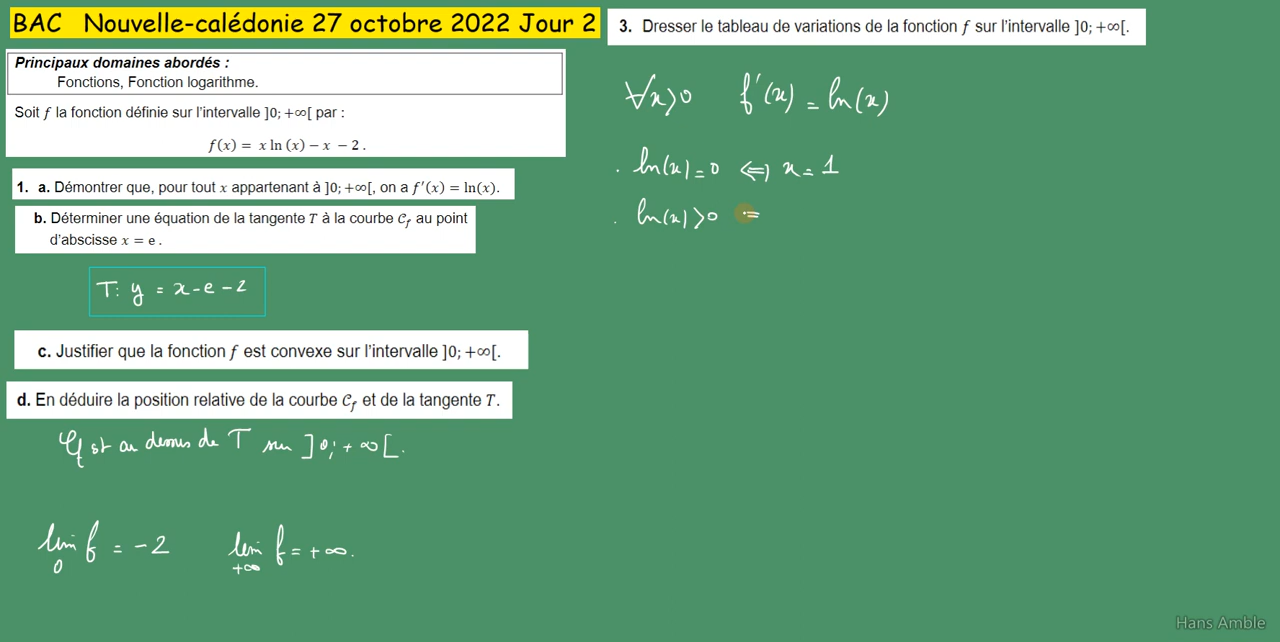 BAC Nouvelle-calédonie 27 octobre 2022 Jour 2
Principaux domaines abordés :
Fonctions, Fonction logarithme.
Soit f la fonction définie sur l'intervalle ]0; +∞[ par :
f(x) = x ln (x) − x − 2 .
1. a. Démontrer que, pour tout x appartenant à ]0; +∞[, on a f′(x) = ln(x).
b. Déterminer une équation de la tangente T à la courbe 𝒞f au point
d'abscisse x = e .
T: y = x - e - 2
c. Justifier que la fonction f est convexe sur l'intervalle ]0; +∞[.
d. En déduire la position relative de la courbe 𝒞f et de la tangente T.
𝒞f est au dessus de T sur ]0; +∞[.
lim f = -2 lim f = +∞.
0 +∞
3. Dresser le tableau de variations de la fonction f sur l'intervalle ]0; +∞[.
∀x>0 f'(x) = ln(x)
. ln(x) = 0 ⇔ x = 1
. ln(x) > 0 =
Hans Amble